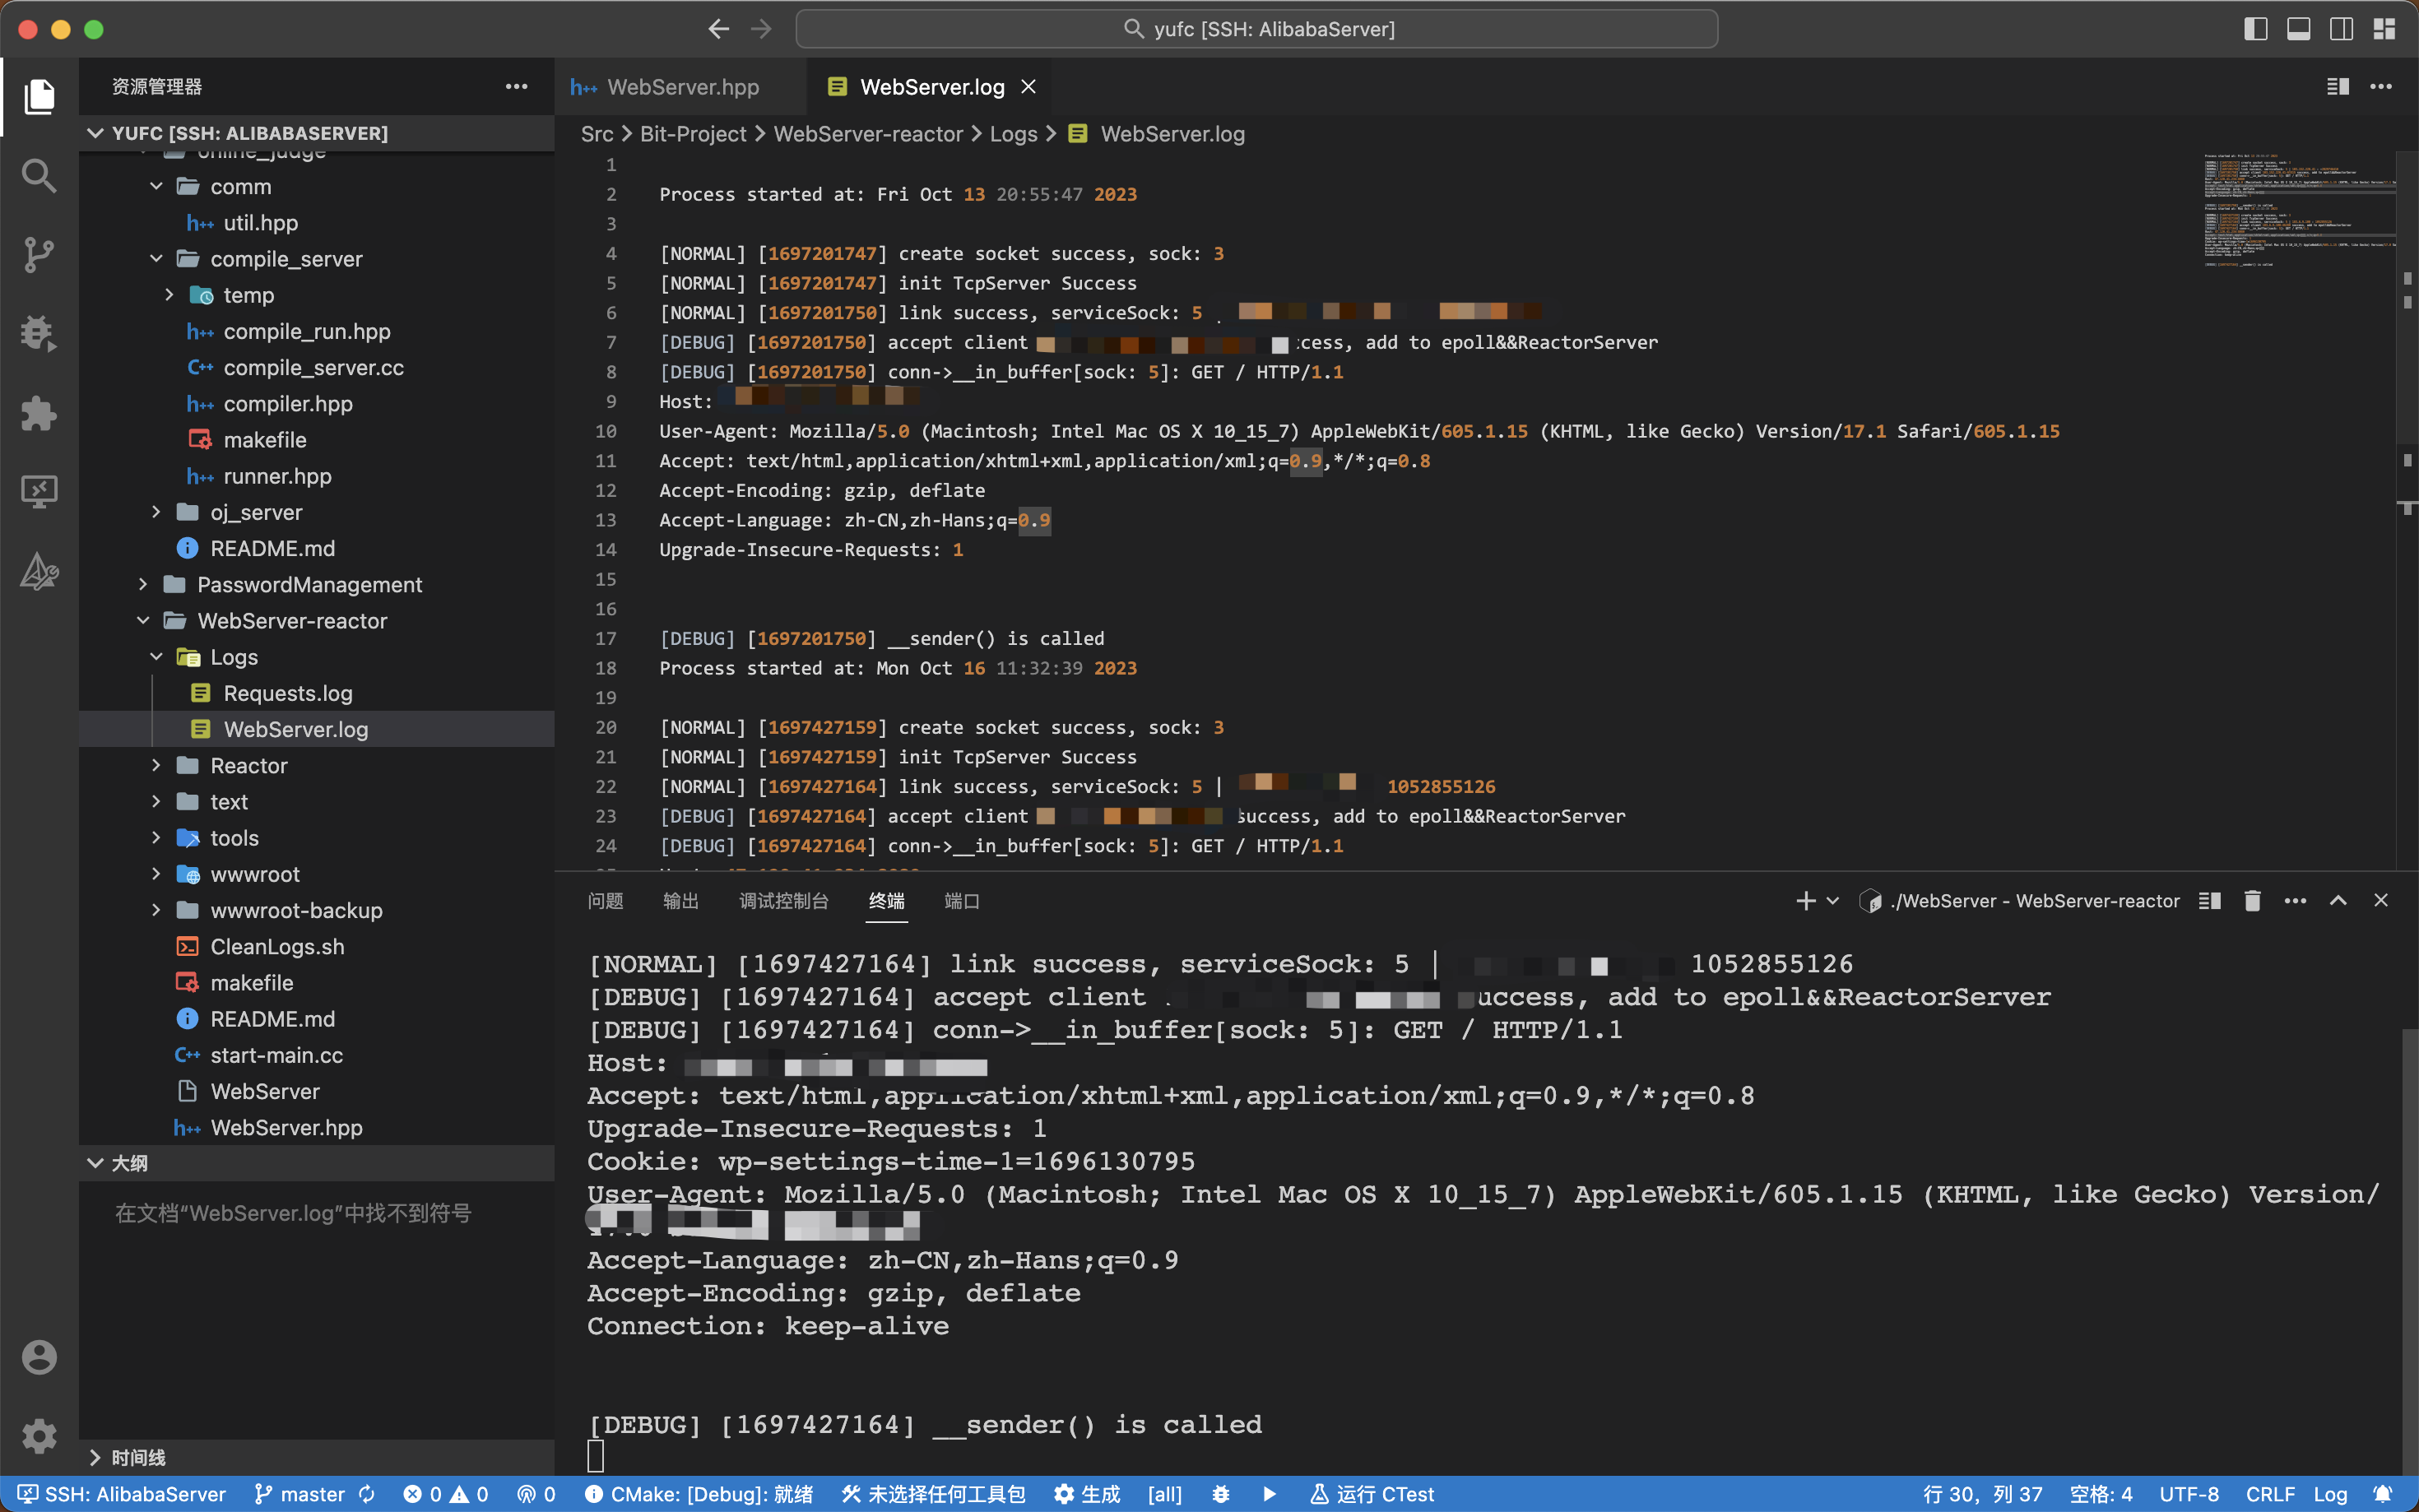 yufc [SSH: AlibabaServer]
资源管理器
YUFC [SSH: ALIBABASERVER]
online_judge
comm
util.hpp
compile_server
temp
compile_run.hpp
compile_server.cc
compiler.hpp
makefile
runner.hpp
oj_server
README.md
PasswordManagement
WebServer-reactor
Logs
Requests.log
WebServer.log
Reactor
text
tools
wwwroot
wwwroot-backup
CleanLogs.sh
makefile
README.md
start-main.cc
WebServer
WebServer.hpp
大纲
在文档“WebServer.log”中找不到符号
时间线
WebServer.hpp
WebServer.log
Src > Bit-Project > WebServer-reactor > Logs > WebServer.log
1
2 Process started at: Fri Oct 13 20:55:47 2023
3
4 [NORMAL] [1697201747] create socket success, sock: 3
5 [NORMAL] [1697201747] init TcpServer Success
6 [NORMAL] [1697201750] link success, serviceSock: 5
7 [DEBUG] [1697201750] accept client cess, add to epoll&&ReactorServer
8 [DEBUG] [1697201750] conn->__in_buffer[sock: 5]: GET / HTTP/1.1
9 Host:
10 User-Agent: Mozilla/5.0 (Macintosh; Intel Mac OS X 10_15_7) AppleWebKit/605.1.15 (KHTML, like Gecko) Version/17.1 Safari/605.1.15
11 Accept: text/html,application/xhtml+xml,application/xml;q=0.9,*/*;q=0.8
12 Accept-Encoding: gzip, deflate
13 Accept-Language: zh-CN,zh-Hans;q=0.9
14 Upgrade-Insecure-Requests: 1
15
16
17 [DEBUG] [1697201750] __sender() is called
18 Process started at: Mon Oct 16 11:32:39 2023
19
20 [NORMAL] [1697427159] create socket success, sock: 3
21 [NORMAL] [1697427159] init TcpServer Success
22 [NORMAL] [1697427164] link success, serviceSock: 5 | 1052855126
23 [DEBUG] [1697427164] accept client success, add to epoll&&ReactorServer
24 [DEBUG] [1697427164] conn->__in_buffer[sock: 5]: GET / HTTP/1.1
问题 输出 调试控制台 终端 端口
./WebServer - WebServer-reactor
[NORMAL] [1697427164] link success, serviceSock: 5 | 1052855126
[DEBUG] [1697427164] accept client uccess, add to epoll&&ReactorServer
[DEBUG] [1697427164] conn->__in_buffer[sock: 5]: GET / HTTP/1.1
Host:
Accept: text/html,application/xhtml+xml,application/xml;q=0.9,*/*;q=0.8
Upgrade-Insecure-Requests: 1
Cookie: wp-settings-time-1=1696130795
User-Agent: Mozilla/5.0 (Macintosh; Intel Mac OS X 10_15_7) AppleWebKit/605.1.15 (KHTML, like Gecko) Version/
Accept-Language: zh-CN,zh-Hans;q=0.9
Accept-Encoding: gzip, deflate
Connection: keep-alive
[DEBUG] [1697427164] __sender() is called
SSH: AlibabaServer master 0 0 0 CMake: [Debug]: 就绪 未选择任何工具包 生成 [all] 运行 CTest 行 30，列 37 空格: 4 UTF-8 CRLF Log